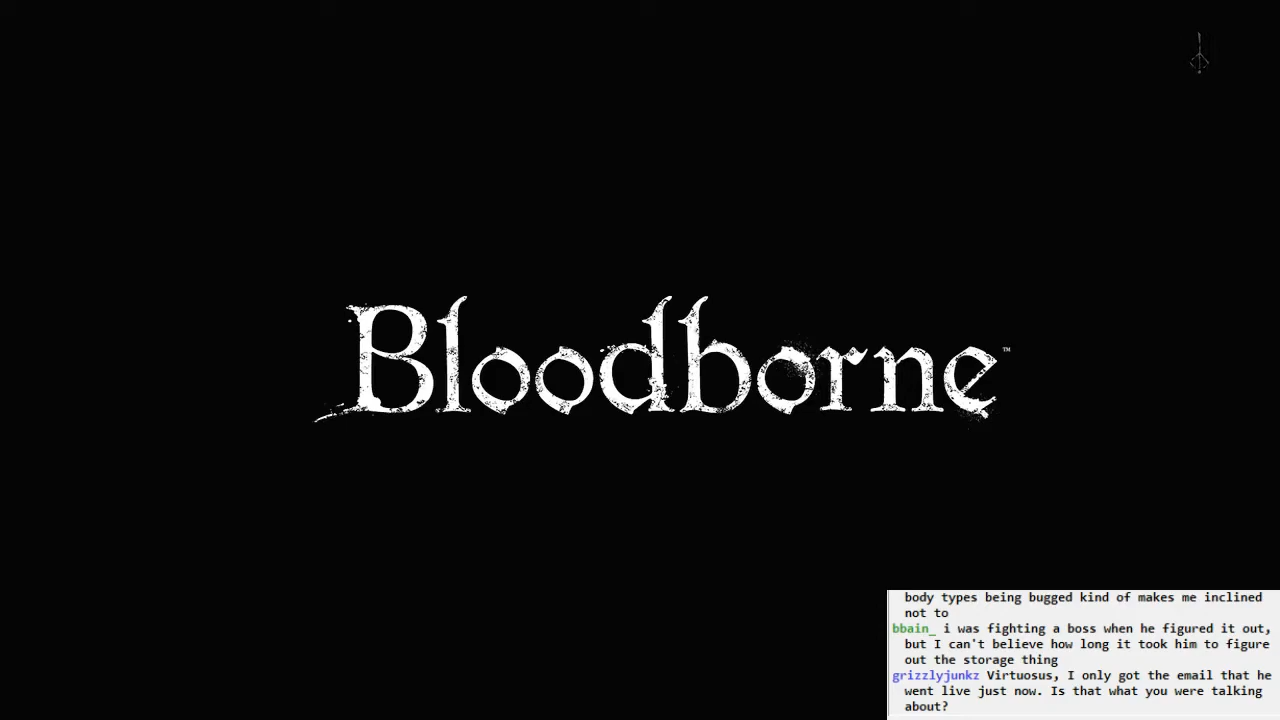 Bloodborne™
body types being bugged kind of makes me inclined
not to
bbain_ i was fighting a boss when he figured it out,
but I can't believe how long it took him to figure
out the storage thing
grizzlyjunkz Virtuosus, I only got the email that he
went live just now. Is that what you were talking
about?